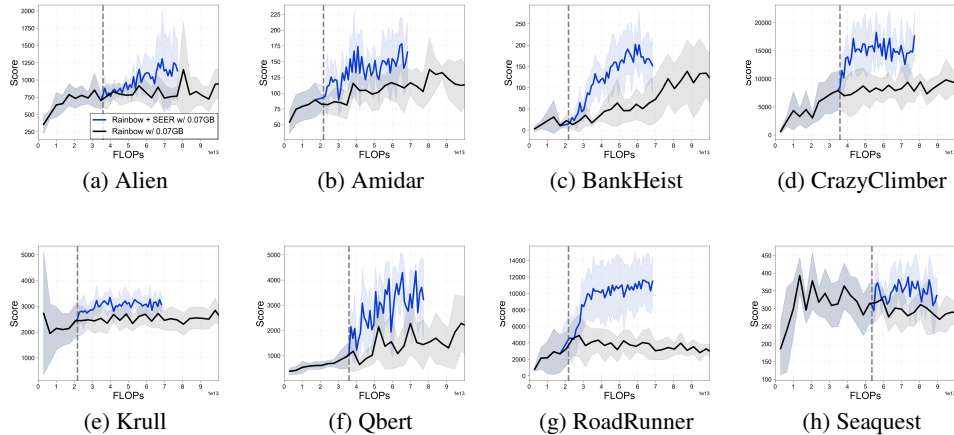 2000
1750
1500
1250
1000
750
500
250
Score
Rainbow + SEER w/ 0.07GB
Rainbow w/ 0.07GB
0 1 2 3 4 5 6 7 8 9 10
FLOPs
1e13
(a) Alien
225
200
175
150
125
100
75
50
Score
0 1 2 3 4 5 6 7 8 9 10
FLOPs
1e13
(b) Amidar
250
200
150
100
50
0
Score
0 1 2 3 4 5 6 7 8 9 10
FLOPs
1e13
(c) BankHeist
20000
15000
10000
5000
0
Score
0 1 2 3 4 5 6 7 8 9 10
FLOPs
1e13
(d) CrazyClimber
5000
4000
3000
2000
1000
Score
0 1 2 3 4 5 6 7 8 9 10
FLOPs
1e13
(e) Krull
5000
4000
3000
2000
1000
Score
0 1 2 3 4 5 6 7 8 9 10
FLOPs
1e13
(f) Qbert
14000
12000
10000
8000
6000
4000
2000
0
Score
0 1 2 3 4 5 6 7 8 9 10
FLOPs
1e13
(g) RoadRunner
450
400
350
300
250
200
150
100
Score
0 1 2 3 4 5 6 7 8 9 10
FLOPs
1e13
(h) Seaquest